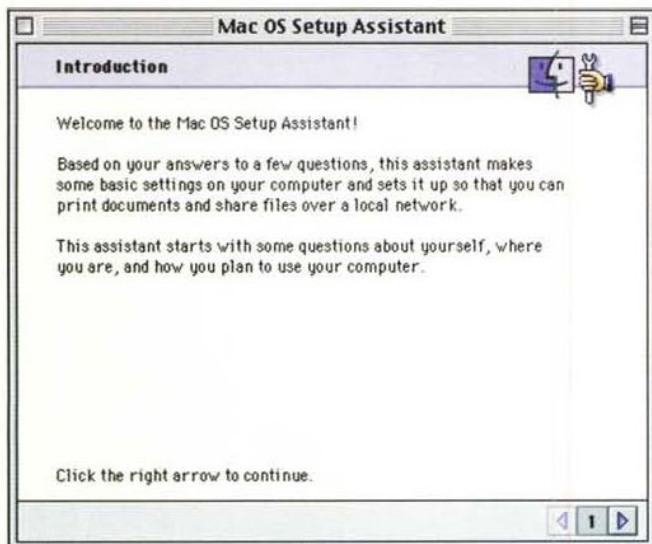 Mac OS Setup Assistant
Introduction
Welcome to the Mac OS Setup Assistant!
Based on your answers to a few questions, this assistant makes
some basic settings on your computer and sets it up so that you can
print documents and share files over a local network.
This assistant starts with some questions about yourself, where
you are, and how you plan to use your computer.
Click the right arrow to continue.
1